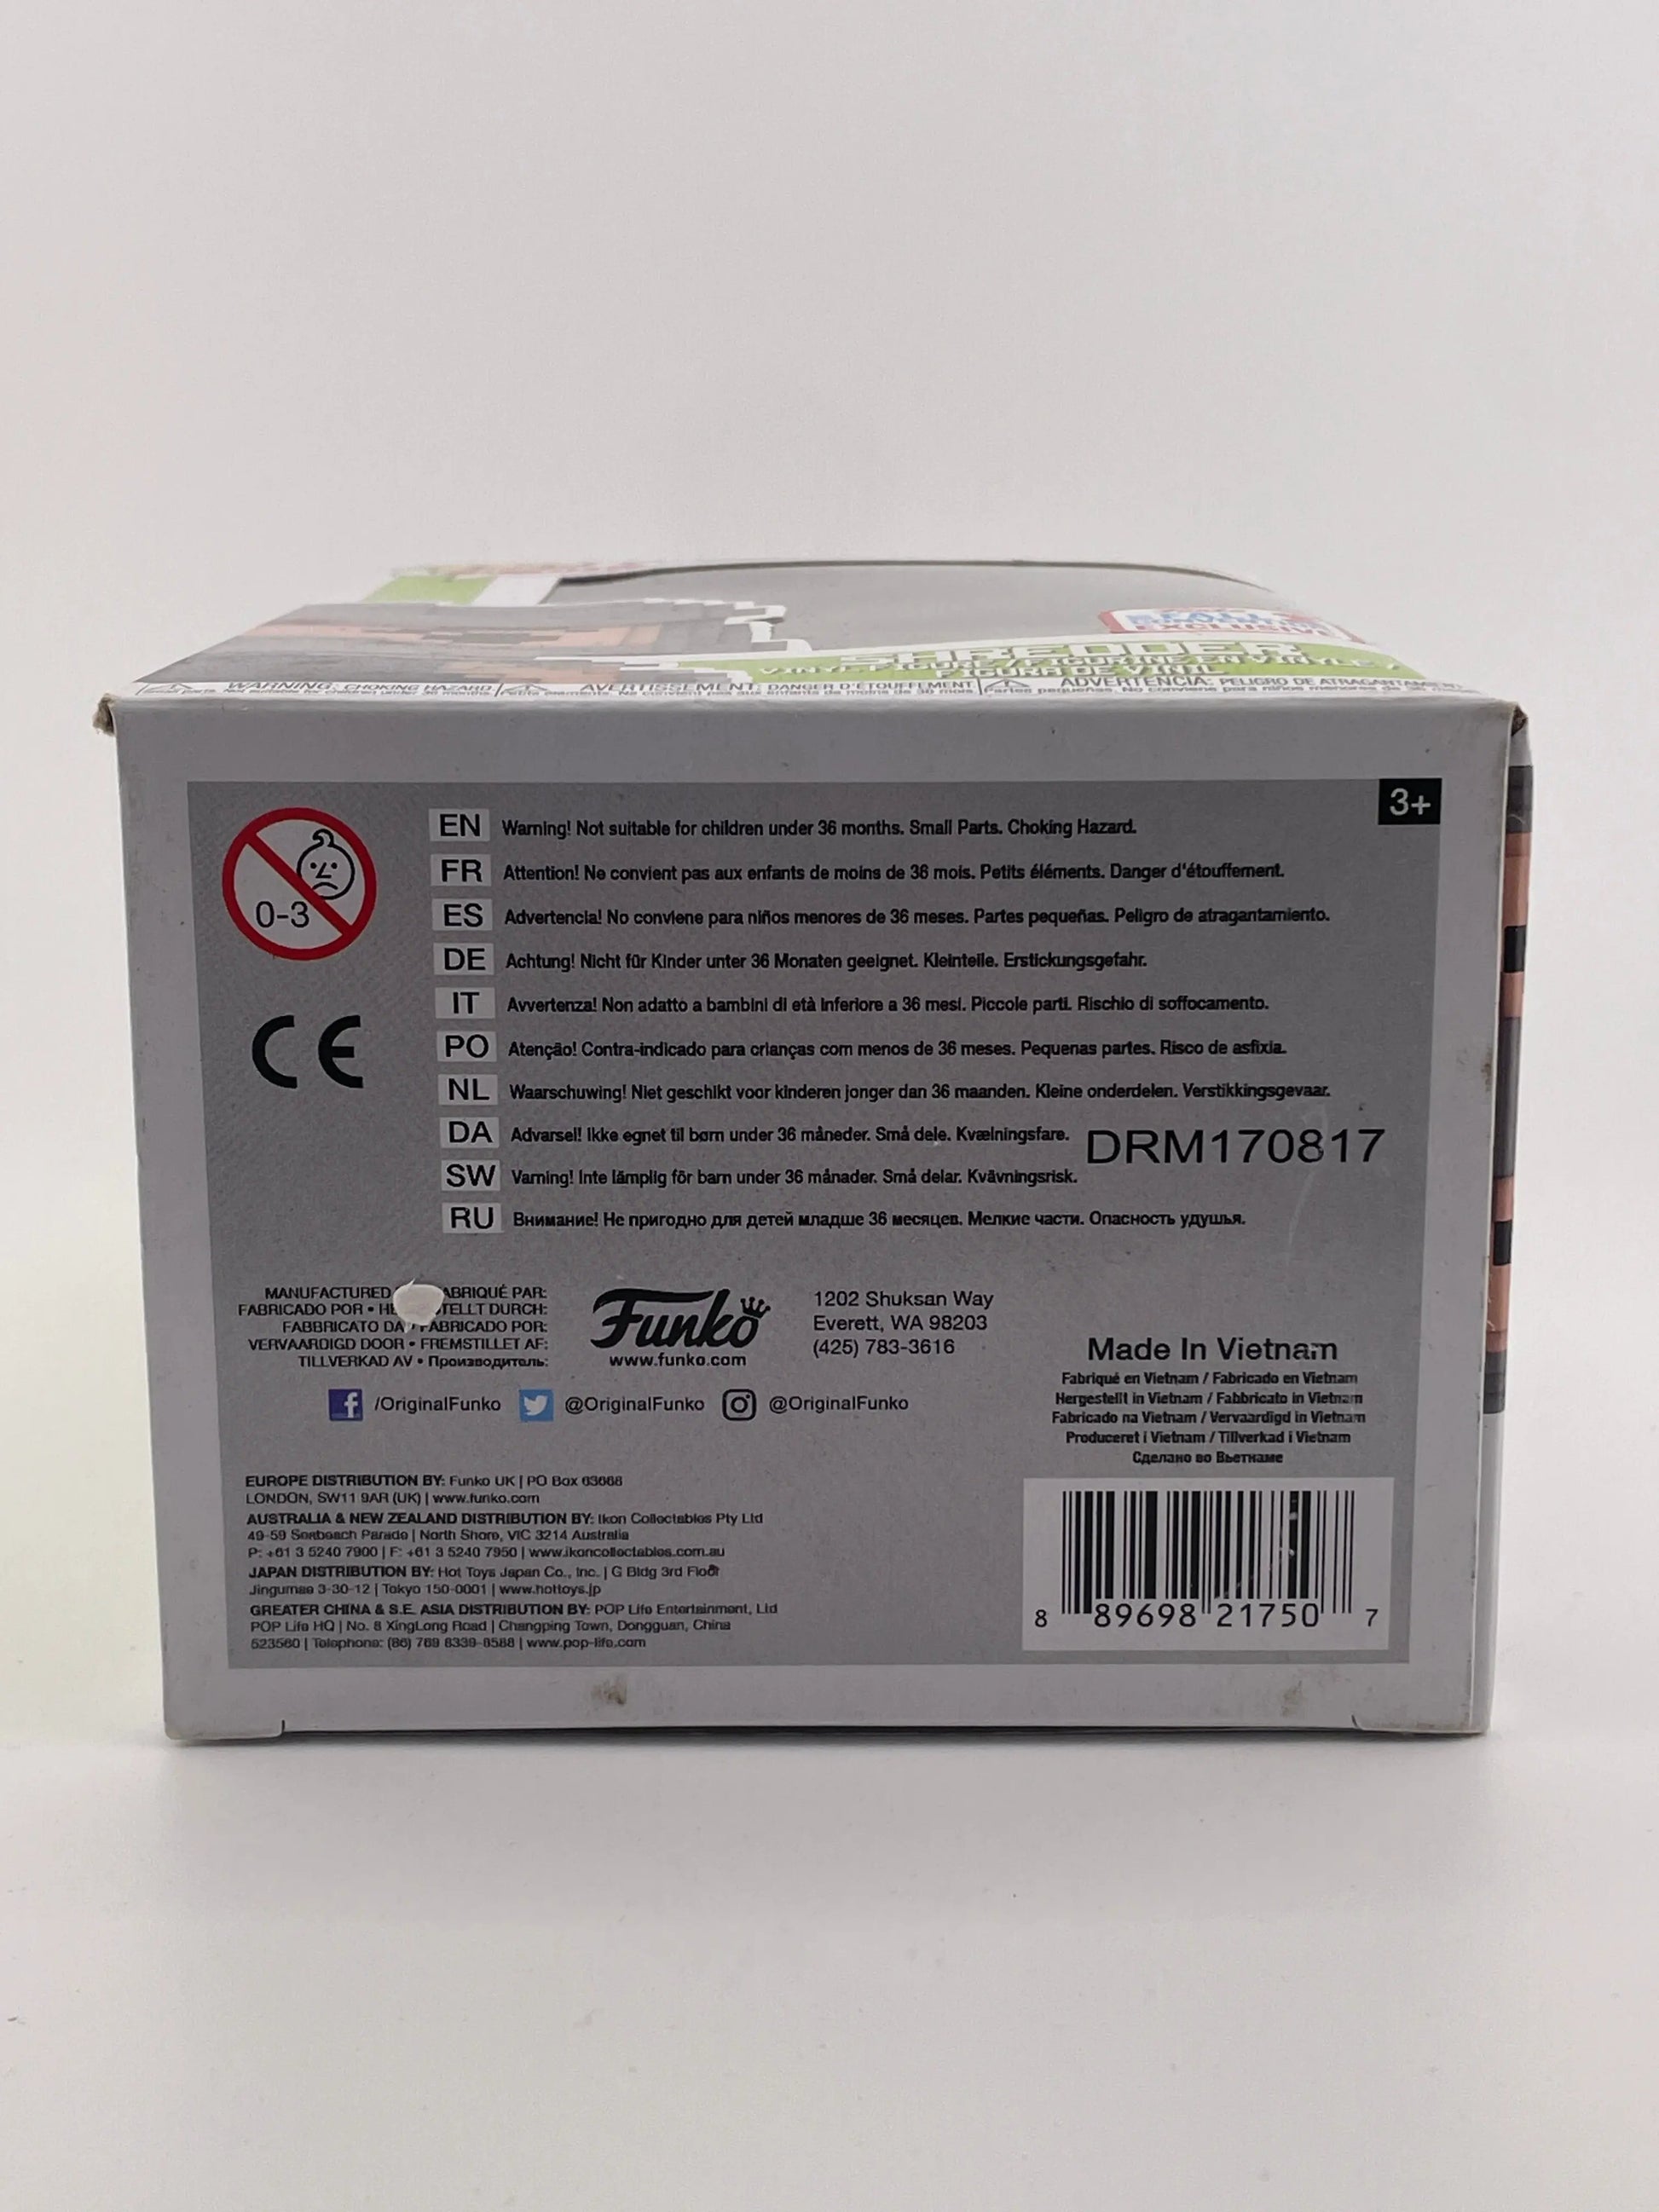 EXCLUSIVE
SHREDDER
VINYL FIGURE / FIGURINE EN VINYLE /
FIGURA DE VINIL
WARNING: CHOKING HAZARD
AVERTISSEMENT: DANGER D'ÉTOUFFEMENT
ADVERTENCIA: PELIGRO DE
3+
0-3
CE
EN Warning! Not suitable for children under 36 months. Small Parts. Choking Hazard.
FR Attention! Ne convient pas aux enfants de moins de 36 mois. Petits éléments. Danger d'étouffement.
ES Advertencia! No conviene para niños menores de 36 meses. Partes pequeñas. Peligro de atragantamiento.
DE Achtung! Nicht für Kinder unter 36 Monaten geeignet. Kleinteile. Erstickungsgefahr.
IT Avvertenza! Non adatto a bambini di età inferiore a 36 mesi. Piccole parti. Rischio di soffocamento.
PO Atenção! Contra-indicado para crianças com menos de 36 meses. Pequenas partes. Risco de asfixia.
NL Waarschuwing! Niet geschikt voor kinderen jonger dan 36 maanden. Kleine onderdelen. Verstikkingsgevaar.
DA Advarsel! Ikke egnet til børn under 36 måneder. Små dele. Kvælningsfare.
DRM170817
SW Varning! Inte lämplig för barn under 36 månader. Små delar. Kvävningsrisk.
RU Внимание! Не пригодно для детей младше 36 месяцев. Мелкие части. Опасность удушья.
MANUFACTURED ABRIQUÉ PAR:
FABRICADO POR • HE TELLT DURCH:
FABBRICATO DA FABRICADO POR:
VERVAARDIGD DOOR • FREMSTILLET AF:
TILLVERKAD AV • Производитель:
Funko
www.funko.com
1202 Shuksan Way
Everett, WA 98203
(425) 783-3616
/OriginalFunko @OriginalFunko @OriginalFunko
Made In Vietnam
Fabriqué en Vietnam / Fabricado en Vietnam
Hergestellt in Vietnam / Fabbricato in Vietnam
Fabricado na Vietnam / Vervaardigd in Vietnam
Produceret i Vietnam / Tillverkad i Vietnam
Сделано во Вьетнаме
EUROPE DISTRIBUTION BY: Funko UK | PO Box 63668
LONDON, SW11 9AR (UK) | www.funko.com
AUSTRALIA & NEW ZEALAND DISTRIBUTION BY: Ikon Collectables Pty Ltd
49-59 Seabeach Parade | North Shore, VIC 3214 Australia
P: +61 3 5240 7900 | F: +61 3 5240 7950 | www.ikoncollectables.com.au
JAPAN DISTRIBUTION BY: Hot Toys Japan Co., Inc. | G Bldg 3rd Floor
Jingumae 3-30-12 | Tokyo 150-0001 | www.hottoys.jp
GREATER CHINA & S.E. ASIA DISTRIBUTION BY: POP Life Entertainment, Ltd
POP Life HQ | No. 8 XingLong Road | Changping Town, Dongguan, China
523560 | Telephone: (86) 769 8339-8588 | www.pop-life.com
8 89698 21750 7